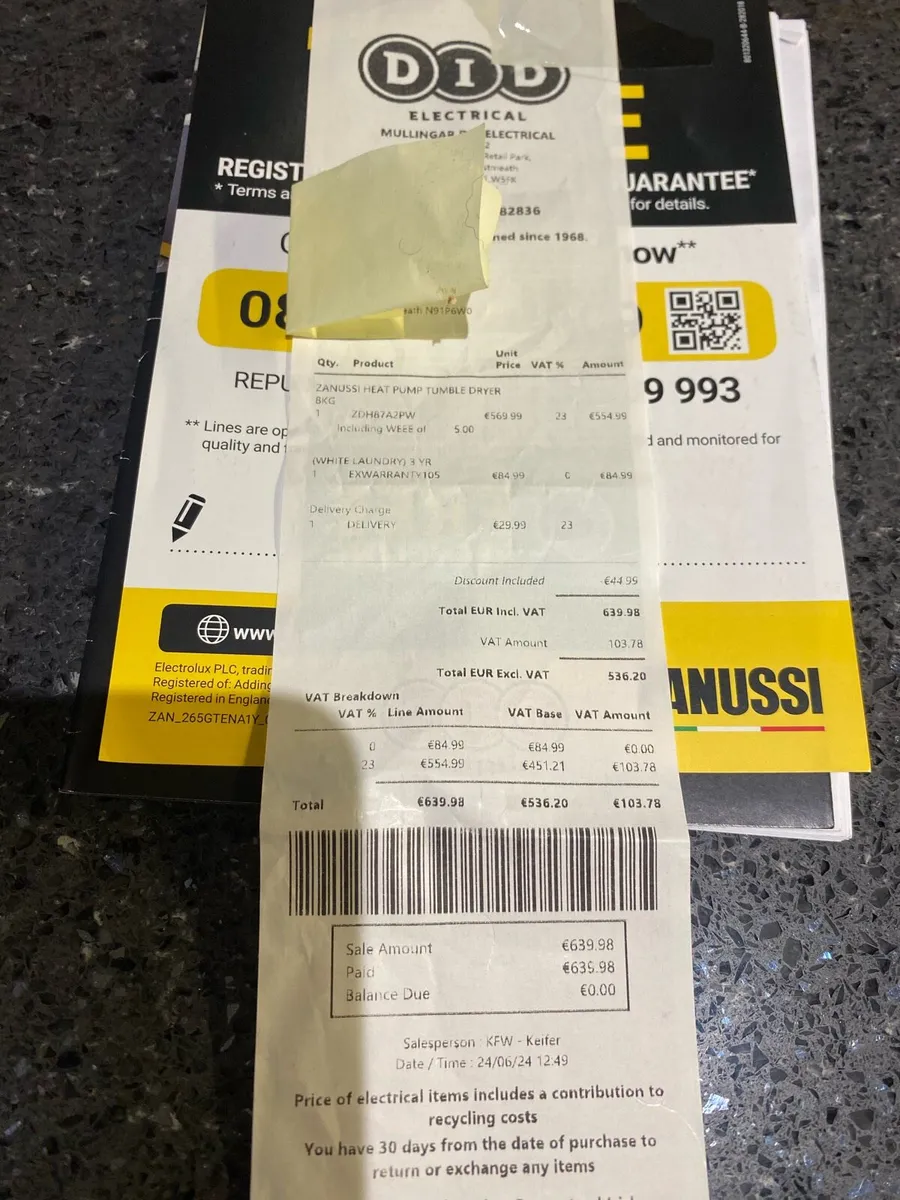 DID
ELECTRICAL
MULLINGAR ELECTRICAL
2
Retail Park,
W5FK
82836
ned since 1968.
eath N91P6W0
Qty. Product Unit Price VAT % Amount
ZANUSSI HEAT PUMP TUMBLE DRYER
8KG
1 ZDH87A2PW €569.99 23 €554.99
Including WEEE of 5.00
(WHITE LAUNDRY) 3 YR
1 EXWARRANTY105 €84.99 0 €84.99
Delivery Charge
1 DELIVERY €29.99 23
Discount Included €44.99
Total EUR Incl. VAT 639.98
VAT Amount 103.78
Total EUR Excl. VAT 536.20
VAT Breakdown
VAT % Line Amount VAT Base VAT Amount
0 €84.99 €84.99 €0.00
23 €554.99 €451.21 €103.78
Total €639.98 €536.20 €103.78
Sale Amount €639.98
Paid €639.98
Balance Due €0.00
Salesperson : KFW - Keifer
Date / Time : 24/06/24 12:49
Price of electrical items includes a contribution to
recycling costs
You have 30 days from the date of purchase to
return or exchange any items
E
REGIST
UARANTEE*
* Terms a
for details.
OW**
08
REPU
9 993
** Lines are op
d and monitored for
quality and
www
Electrolux PLC, tradin
Registered of: Adding
Registered in England
ZAN_265GTENA1Y_
ANUSSI